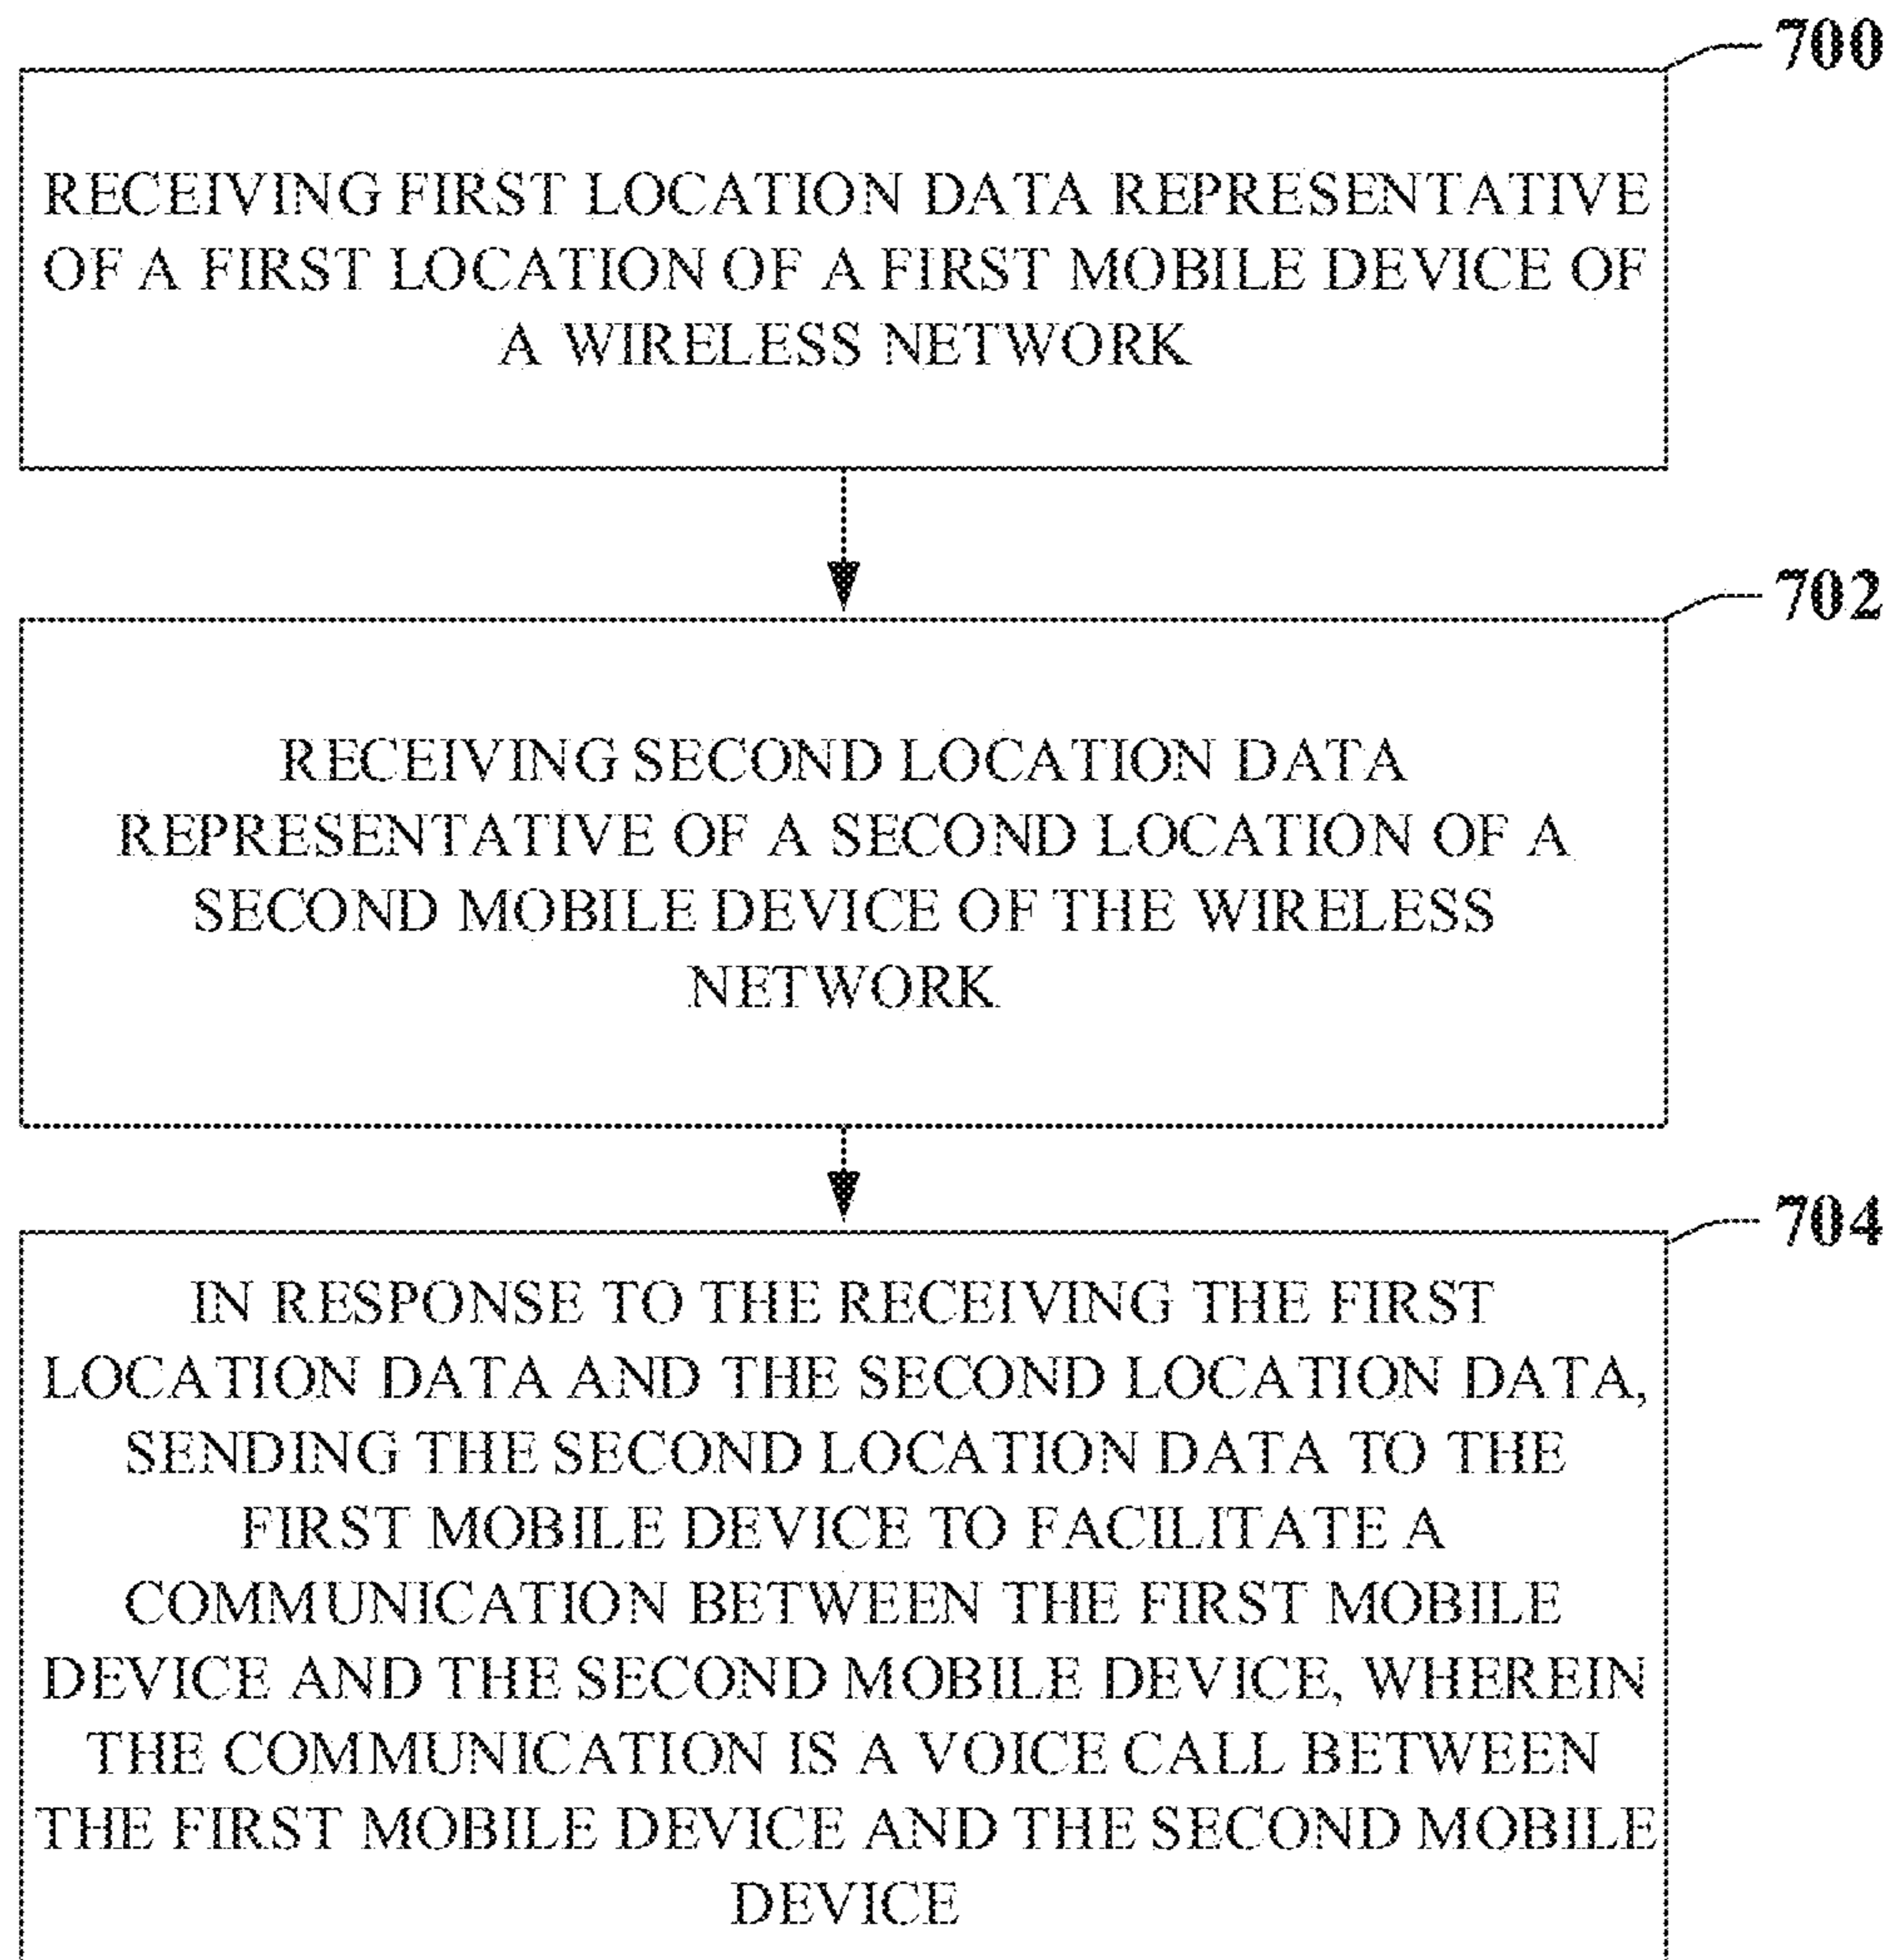 700
RECEIVING FIRST LOCATION DATA REPRESENTATIVE
OF A FIRST LOCATION OF A FIRST MOBILE DEVICE OF
A WIRELESS NETWORK
702
RECEIVING SECOND LOCATION DATA
REPRESENTATIVE OF A SECOND LOCATION OF A
SECOND MOBILE DEVICE OF THE WIRELESS
NETWORK
704
IN RESPONSE TO THE RECEIVING THE FIRST
LOCATION DATA AND THE SECOND LOCATION DATA,
SENDING THE SECOND LOCATION DATA TO THE
FIRST MOBILE DEVICE TO FACILITATE A
COMMUNICATION BETWEEN THE FIRST MOBILE
DEVICE AND THE SECOND MOBILE DEVICE, WHEREIN
THE COMMUNICATION IS A VOICE CALL BETWEEN
THE FIRST MOBILE DEVICE AND THE SECOND MOBILE
DEVICE